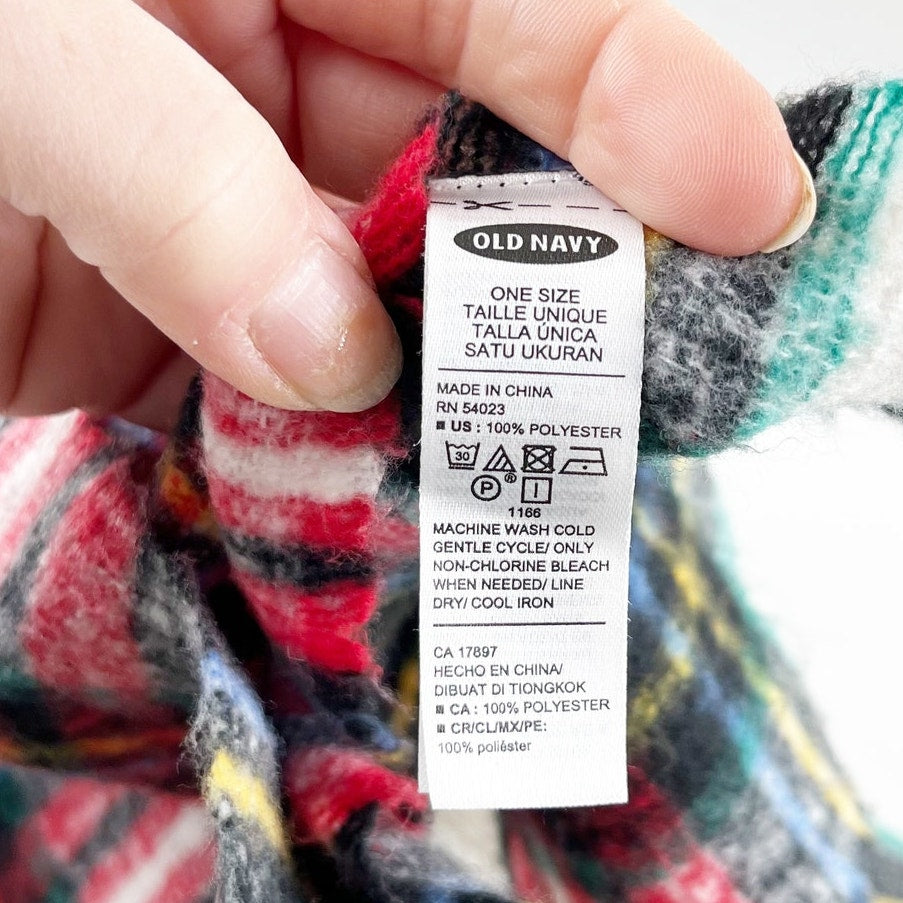 OLD NAVY
ONE SIZE
TAILLE UNIQUE
TALLA ÚNICA
SATU UKURAN
MADE IN CHINA
RN 54023
US : 100% POLYESTER
30
P ®
1166
MACHINE WASH COLD
GENTLE CYCLE/ ONLY
NON-CHLORINE BLEACH
WHEN NEEDED/ LINE
DRY/ COOL IRON
CA 17897
HECHO EN CHINA/
DIBUAT DI TIONGKOK
CA : 100% POLYESTER
CR/CL/MX/PE:
100% poliéster